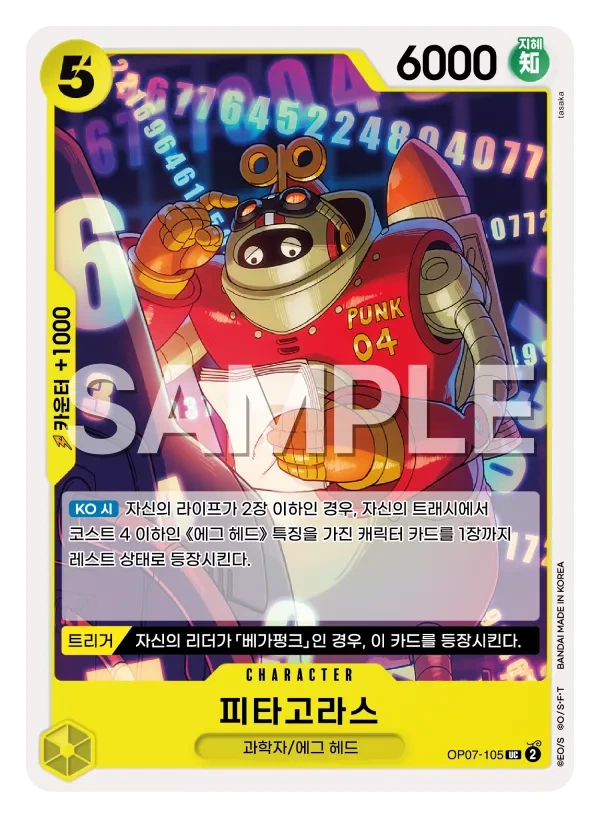 5
6000
지혜
知
tasaka
67764522480407771
6
PUNK
04
SAMPLE
카운터 +1000
KO 시 자신의 라이프가 2장 이하인 경우, 자신의 트래시에서
코스트 4 이하인 《에그 헤드》 특징을 가진 캐릭터 카드를 1장까지
레스트 상태로 등장시킨다.
트리거 자신의 리더가 「베가펑크」인 경우, 이 카드를 등장시킨다.
CHARACTER
피타고라스
과학자/에그 헤드
OP07-105 UC 2
©EO/S ©O/S·F·T BANDAI MADE IN KOREA